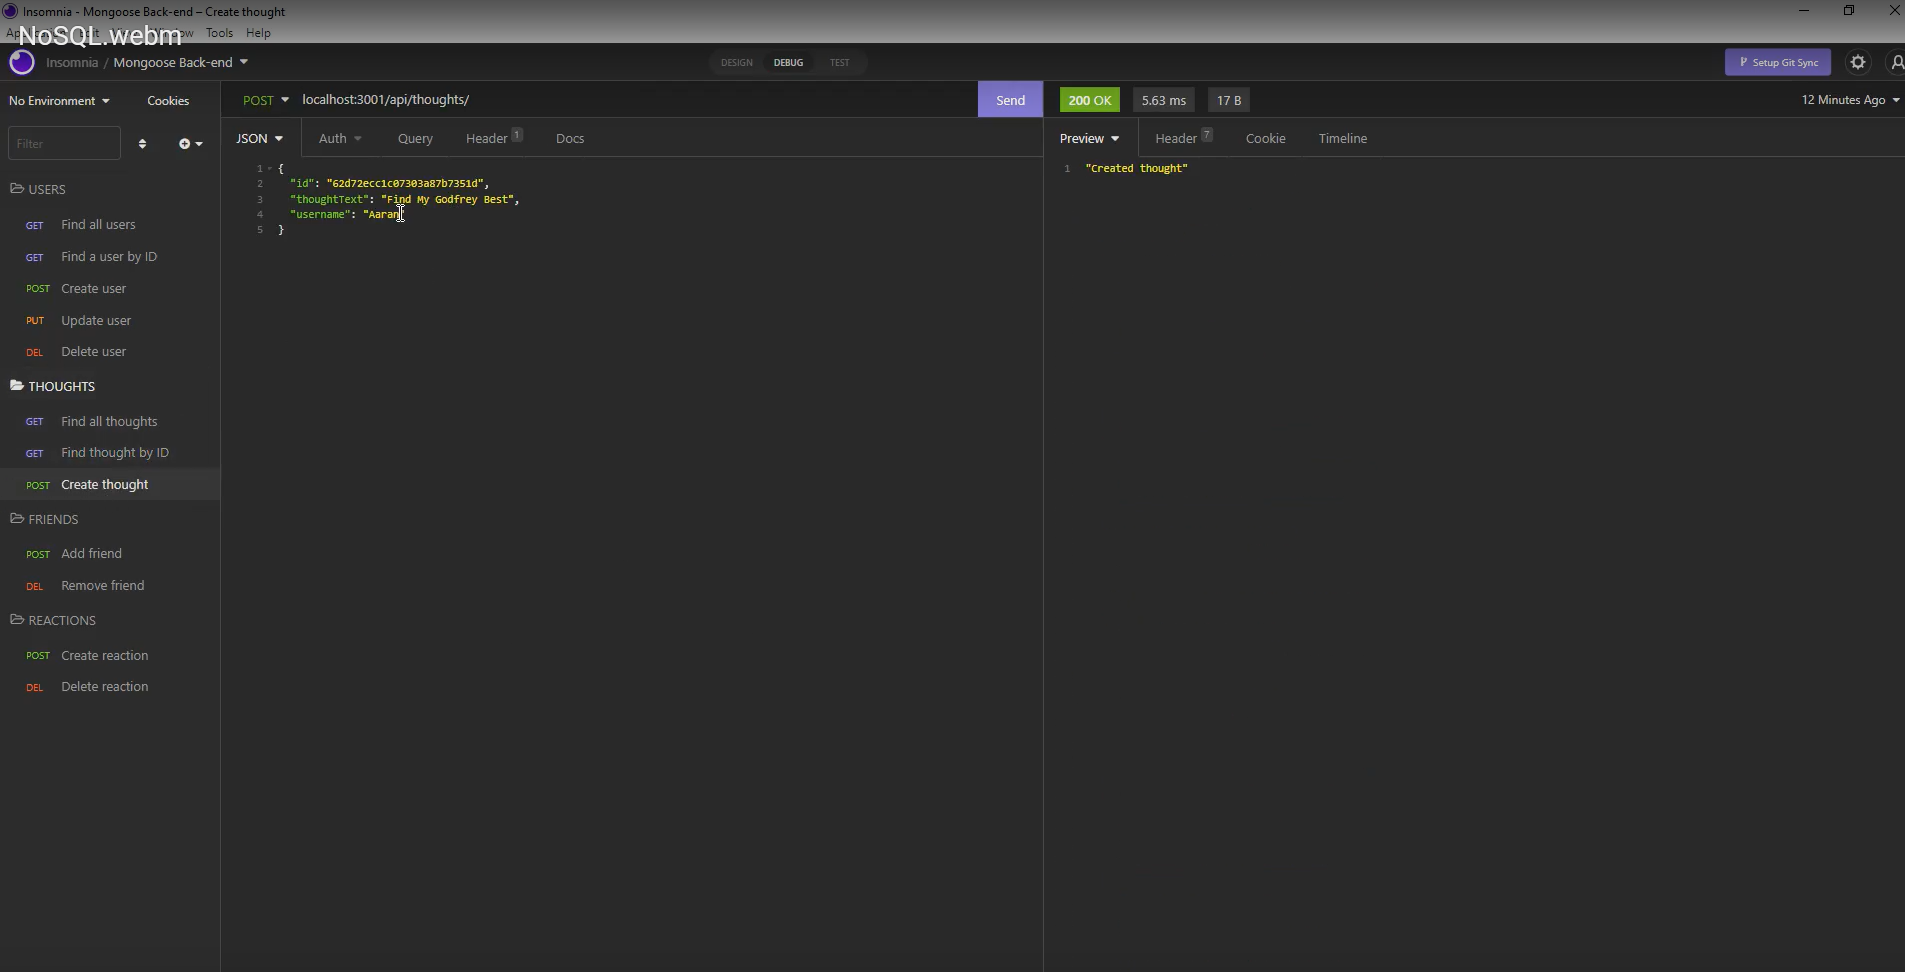 Insomnia - Mongoose Back-end – Create thought
NoSQL.webm
Tools Help
Insomnia / Mongoose Back-end
DESIGN DEBUG TEST
Setup Git Sync
No Environment
Cookies
POST localhost:3001/api/thoughts/
Send
200 OK 5.63 ms 17 B
12 Minutes Ago
Filter
JSON Auth Query Header 1 Docs
Preview Header 7 Cookie Timeline
1 {
2 "id": "62d72ecc1c07303a87b7351d",
3 "thoughtText": "Find My Godfrey Best",
4 "username": "Aaran"
5 }
1 "Created thought"
USERS
GET Find all users
GET Find a user by ID
POST Create user
PUT Update user
DEL Delete user
THOUGHTS
GET Find all thoughts
GET Find thought by ID
POST Create thought
FRIENDS
POST Add friend
DEL Remove friend
REACTIONS
POST Create reaction
DEL Delete reaction